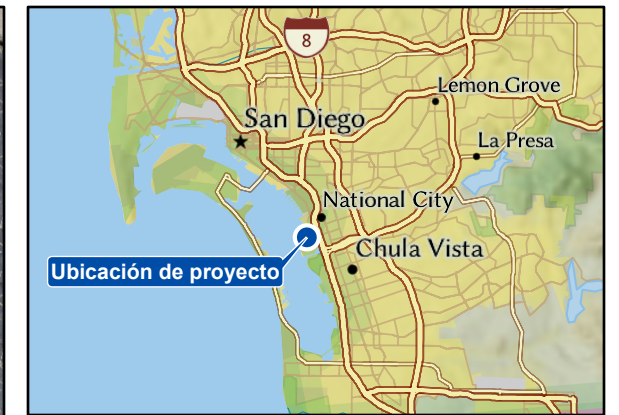 8
Lemon Grove
San Diego
La Presa
National City
Chula Vista
Ubicación de proyecto